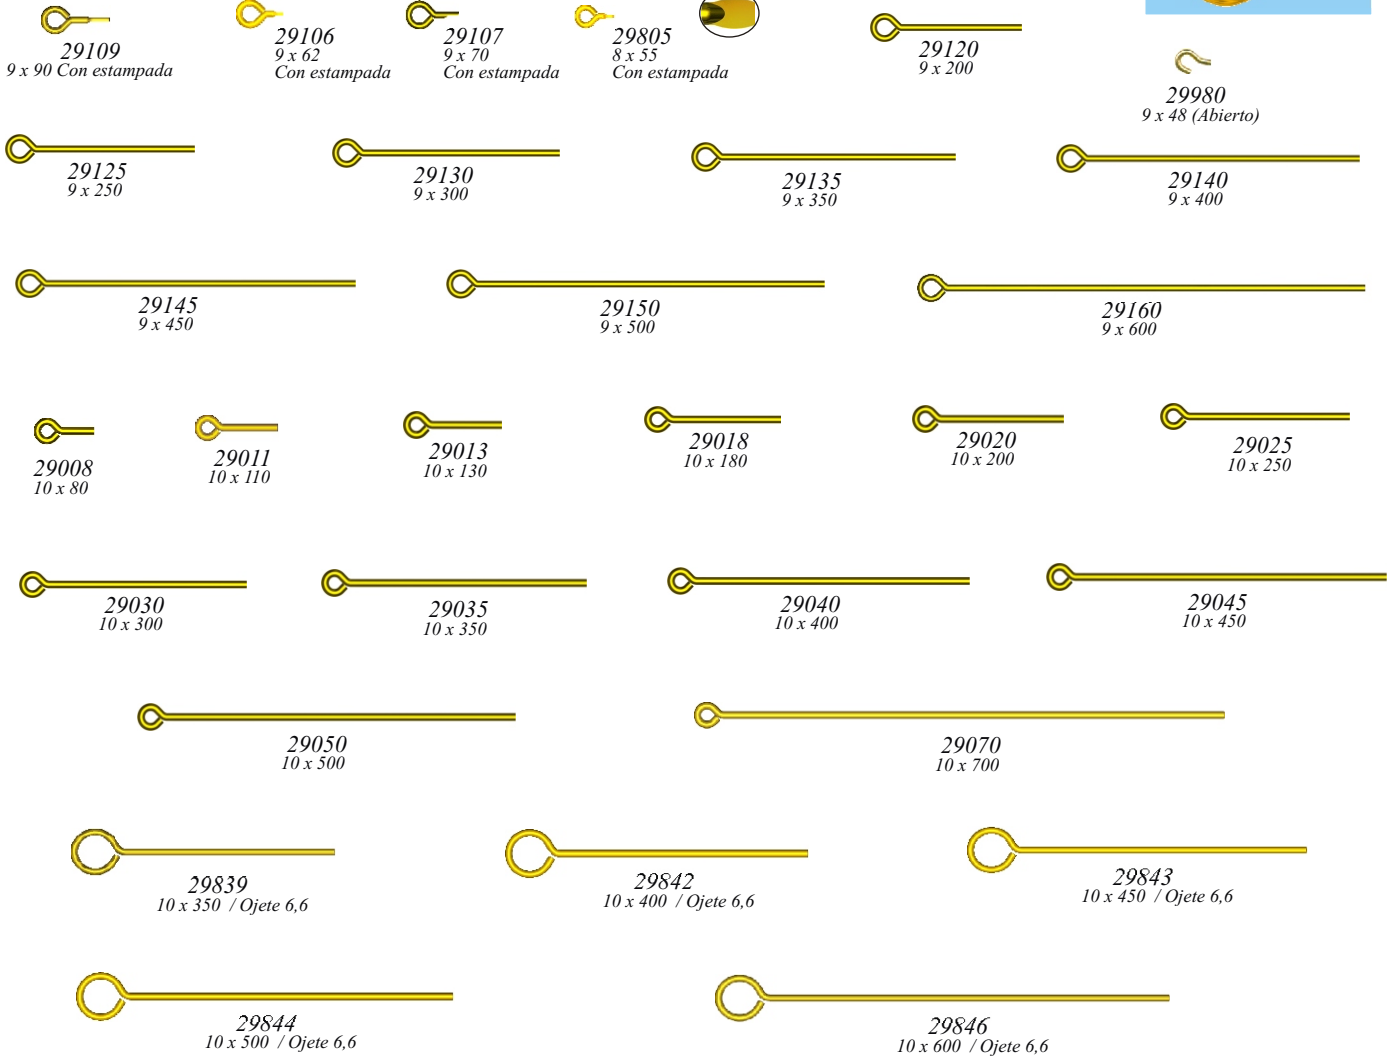 29109
9 x 90 Con estampada
29106
9 x 62
Con estampada
29107
9 x 70
Con estampada
29805
8 x 55
Con estampada
29120
9 x 200
29980
9 x 48 (Abierto)
29125
9 x 250
29130
9 x 300
29135
9 x 350
29140
9 x 400
29145
9 x 450
29150
9 x 500
29160
9 x 600
29008
10 x 80
29011
10 x 110
29013
10 x 130
29018
10 x 180
29020
10 x 200
29025
10 x 250
29030
10 x 300
29035
10 x 350
29040
10 x 400
29045
10 x 450
29050
10 x 500
29070
10 x 700
29839
10 x 350 / Ojete 6,6
29842
10 x 400 / Ojete 6,6
29843
10 x 450 / Ojete 6,6
29844
10 x 500 / Ojete 6,6
29846
10 x 600 / Ojete 6,6